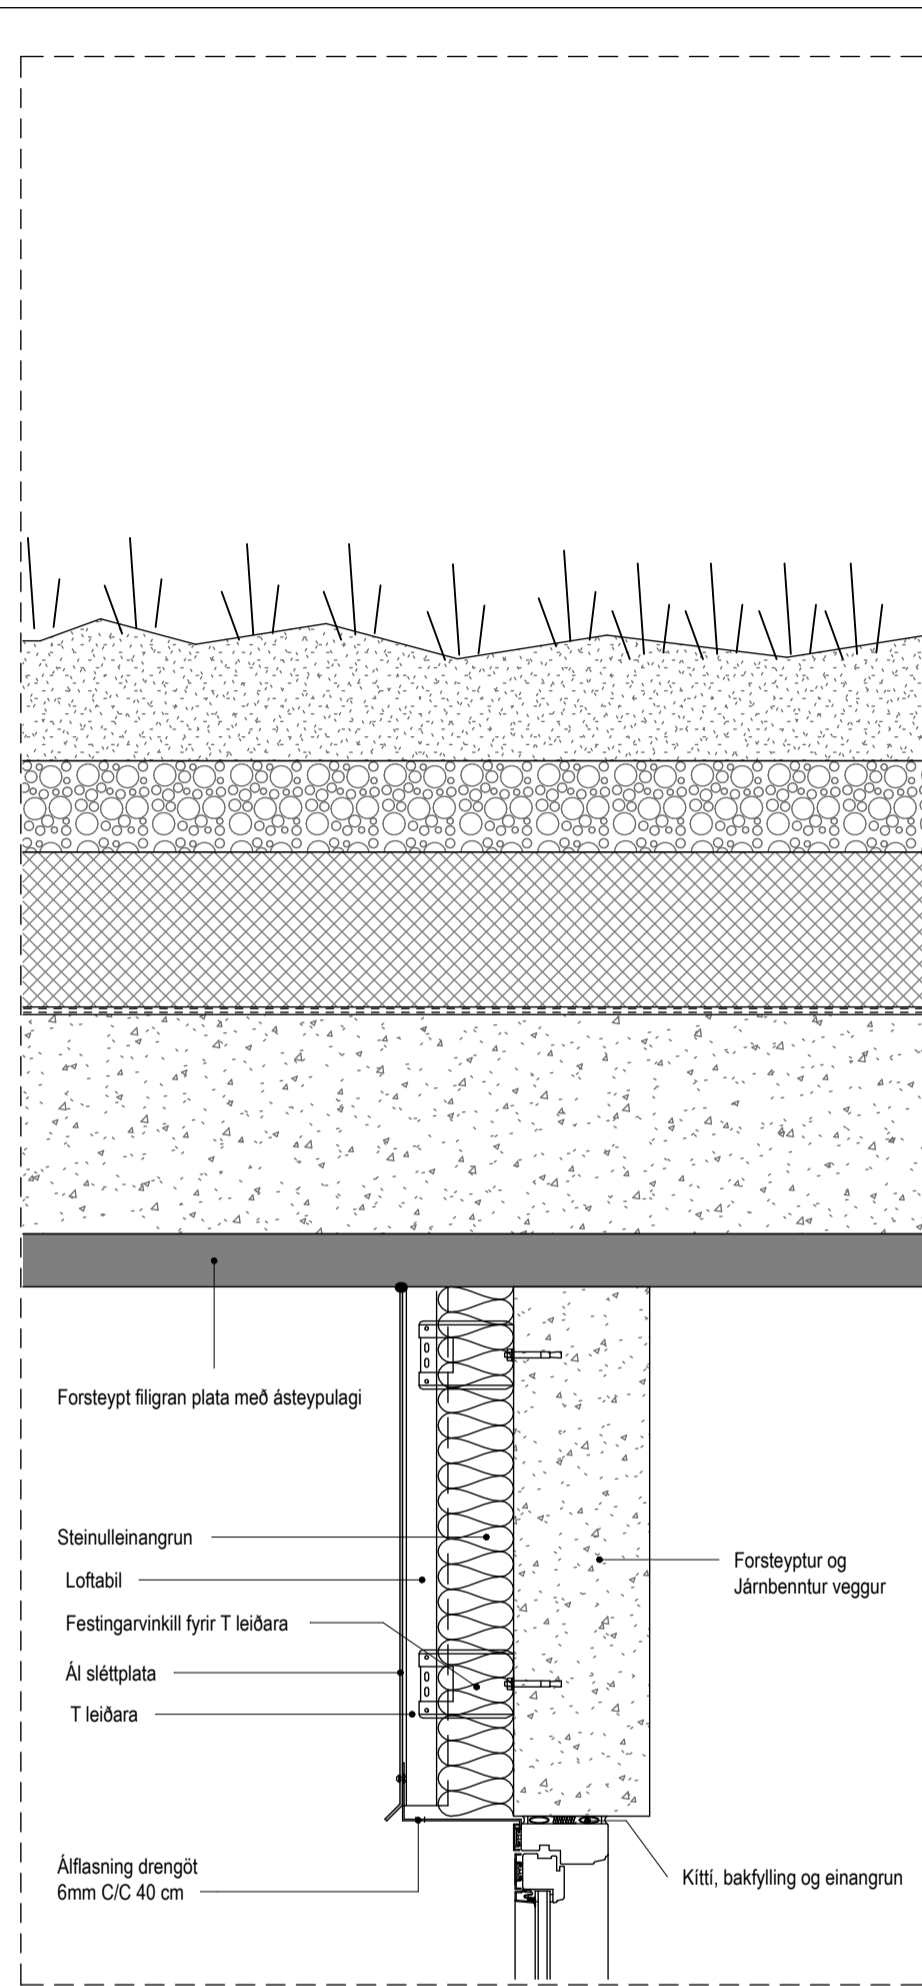 Forsteypt filigran plata með ásteypulagi
Steinulleinangrun
Loftabil
Festingarvinkill fyrir T leiðara
Ál sléttplata
T leiðara
Álflasning drengöt
6mm C/C 40 cm
Forsteyptur og
Járnbenntur veggur
Kíttí, bakfylling og einangrun